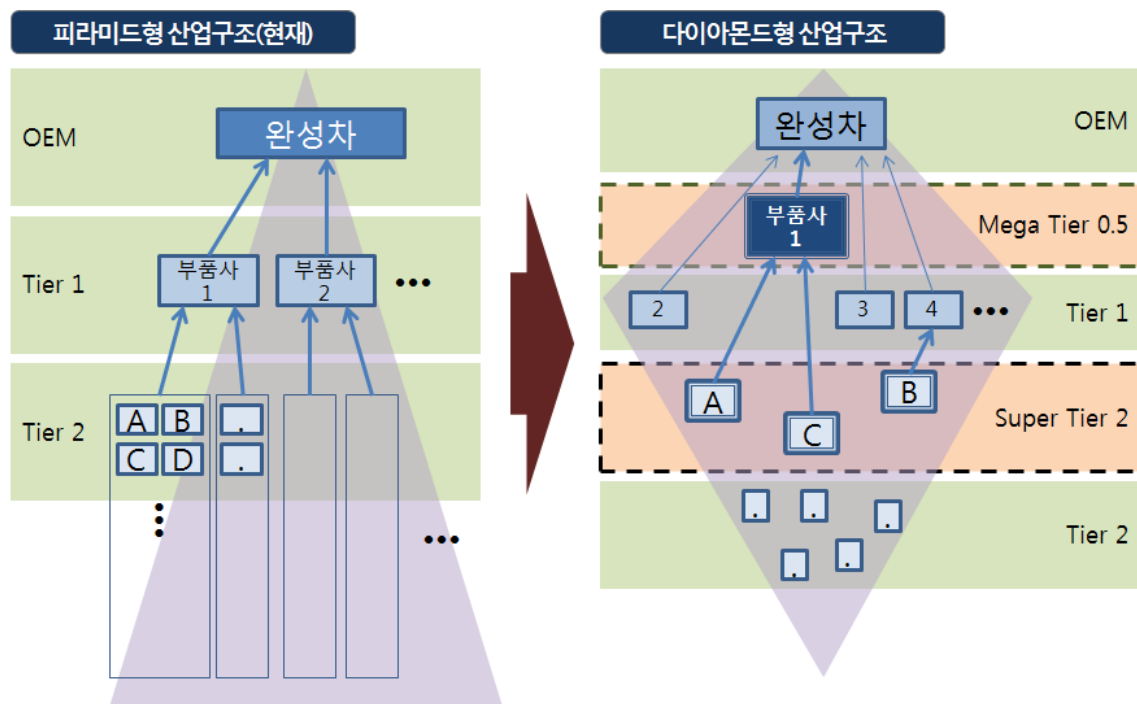 피라미드형 산업구조(현재)
OEM
완성차
Tier 1
부품사
1
부품사
2
•••
Tier 2
A
B
.
C
D
.
•••
•••
다이아몬드형 산업구조
완성차
OEM
부품사
1
Mega Tier 0.5
2
3
4
•••
Tier 1
A
B
C
Super Tier 2
.
.
.
.
.
Tier 2